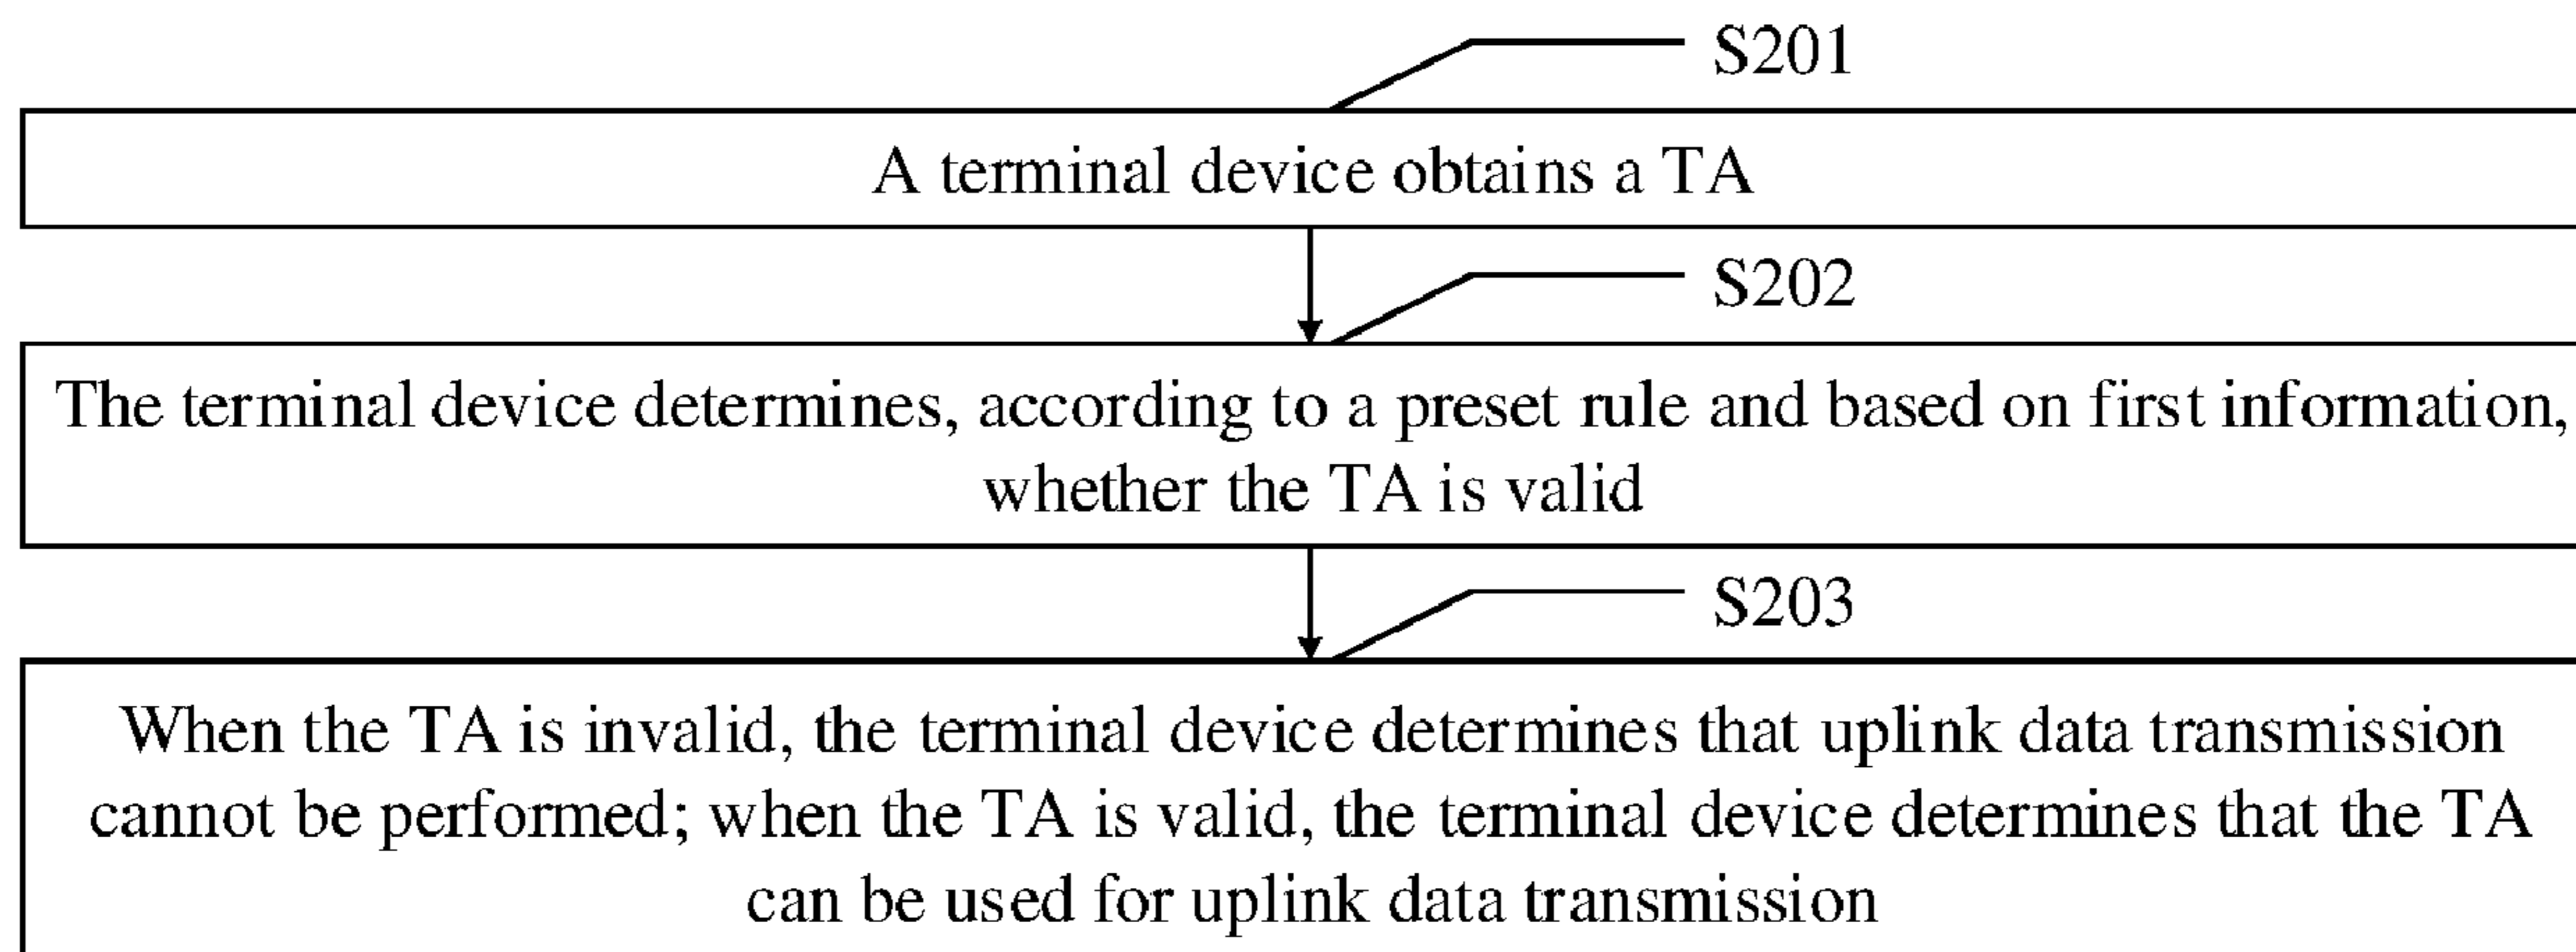 S201
A terminal device obtains a TA
S202
The terminal device determines, according to a preset rule and based on first information,
whether the TA is valid
S203
When the TA is invalid, the terminal device determines that uplink data transmission
cannot be performed; when the TA is valid, the terminal device determines that the TA
can be used for uplink data transmission